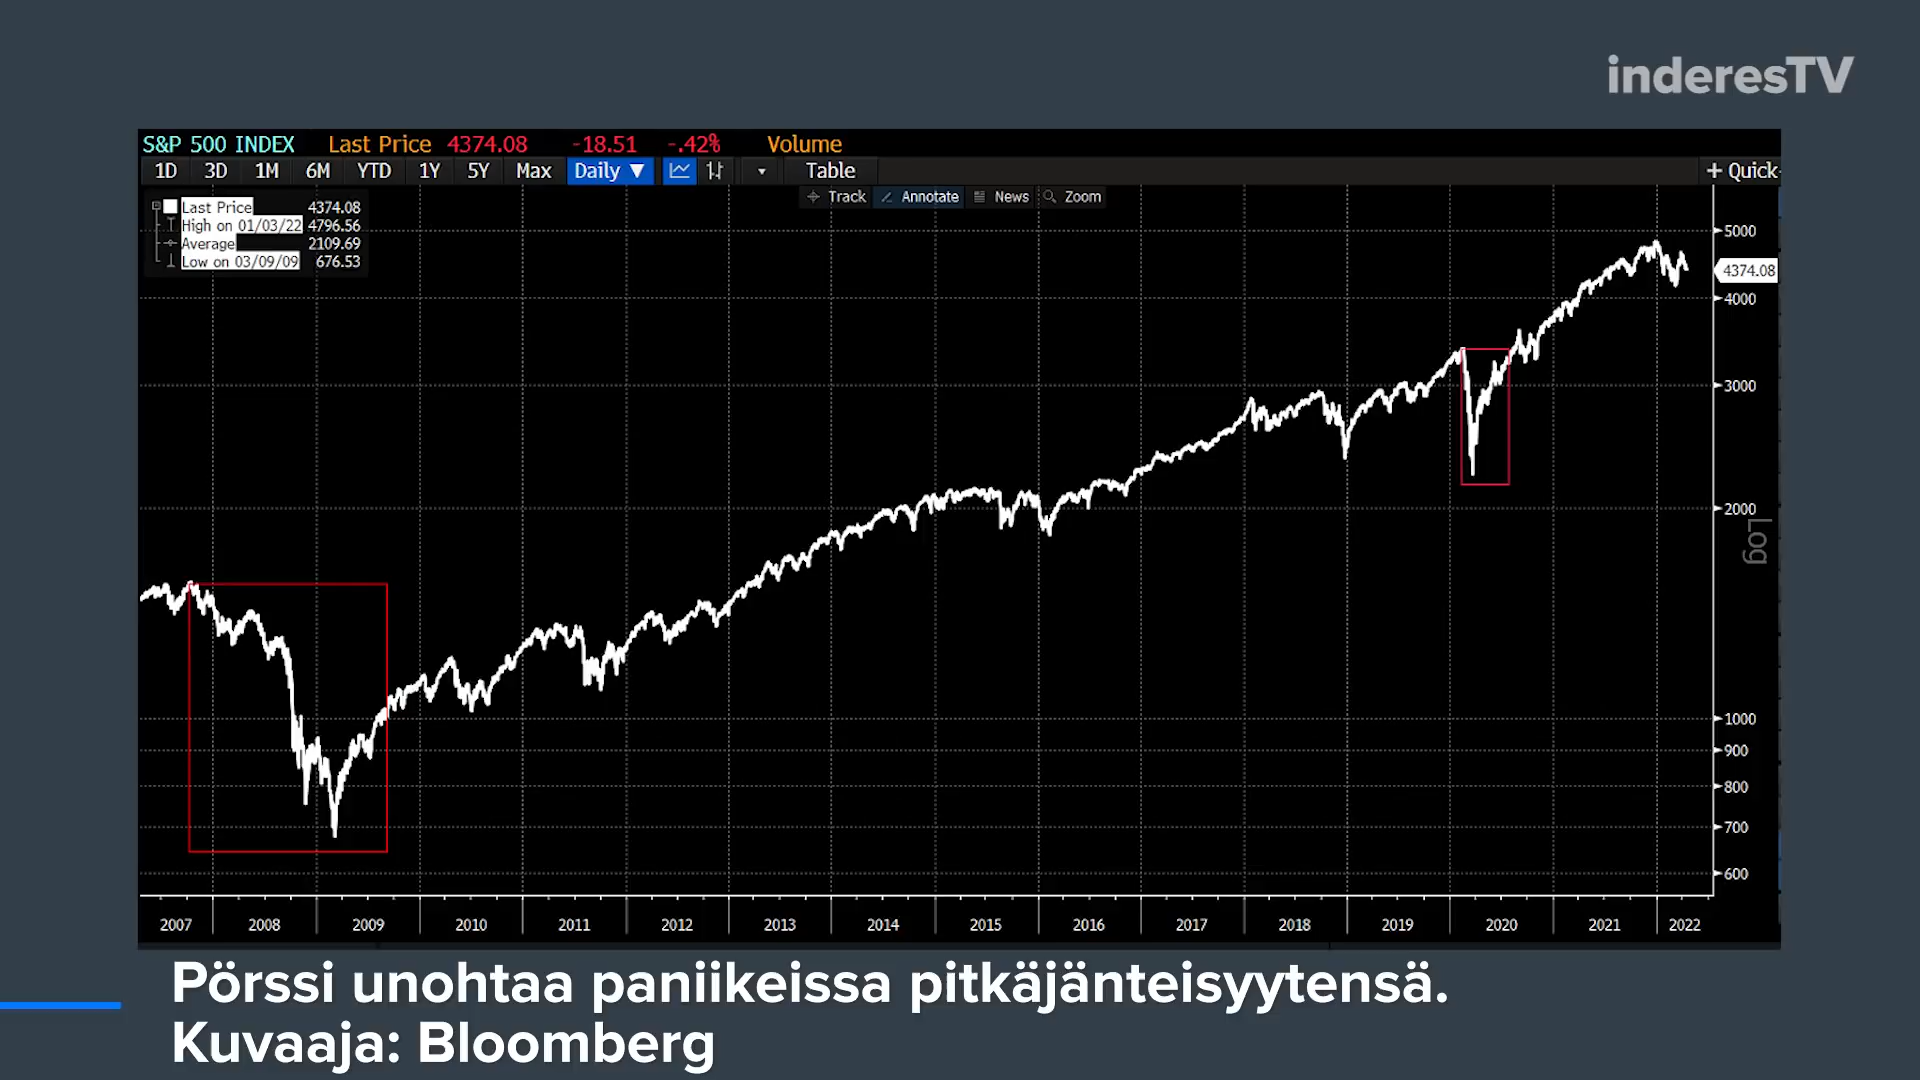 inderesTV
S&P 500 INDEX Last Price 4374.08 -18.51 -.42% Volume
1D 3D 1M 6M YTD 1Y 5Y Max Daily ▼ Table + Quick
Track Annotate News Zoom
Last Price 4374.08
High on 01/03/22 4796.56
Average 2109.69
Low on 03/09/09 676.53
5000
4374.08
4000
3000
2000
Log
1000
900
800
700
600
2007 2008 2009 2010 2011 2012 2013 2014 2015 2016 2017 2018 2019 2020 2021 2022
Pörssi unohtaa paniikeissa pitkäjänteisyytensä.
Kuvaaja: Bloomberg